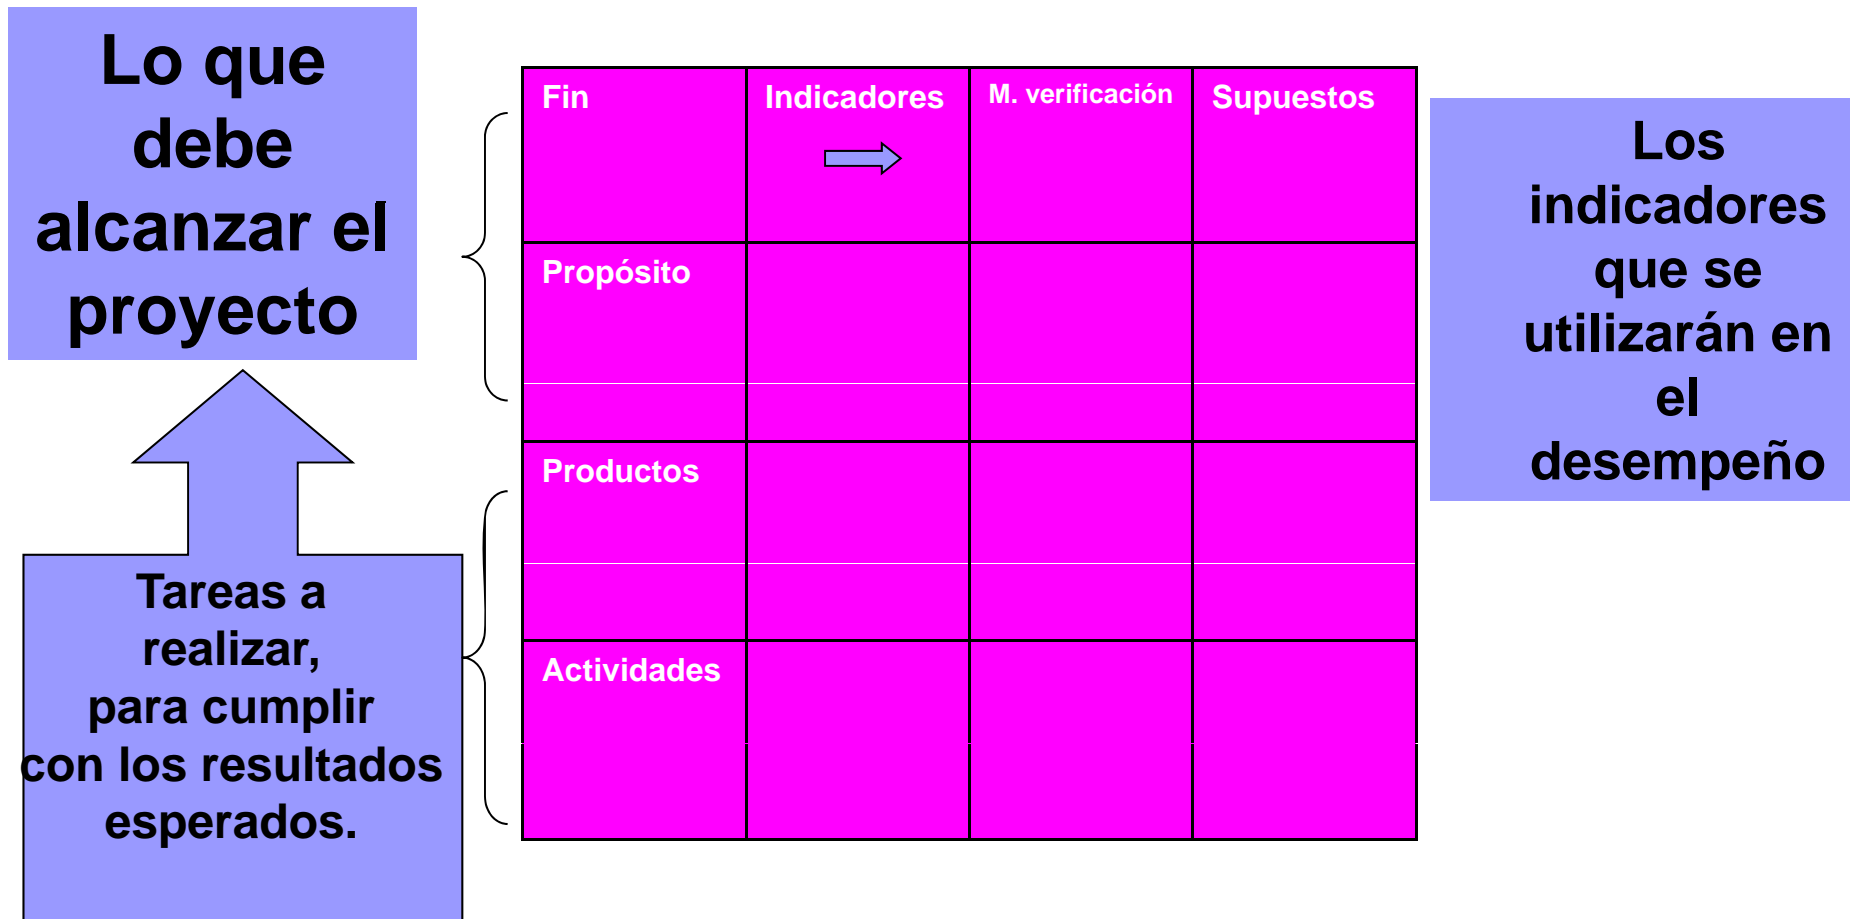 Lo que
debe
alcanzar el
proyecto
Tareas a
realizar,
para cumplir
con los resultados
esperados.
Fin
Indicadores
M. verificación
Supuestos
Propósito
Productos
Actividades
Los
indicadores
que se
utilizarán en
el
desempeño